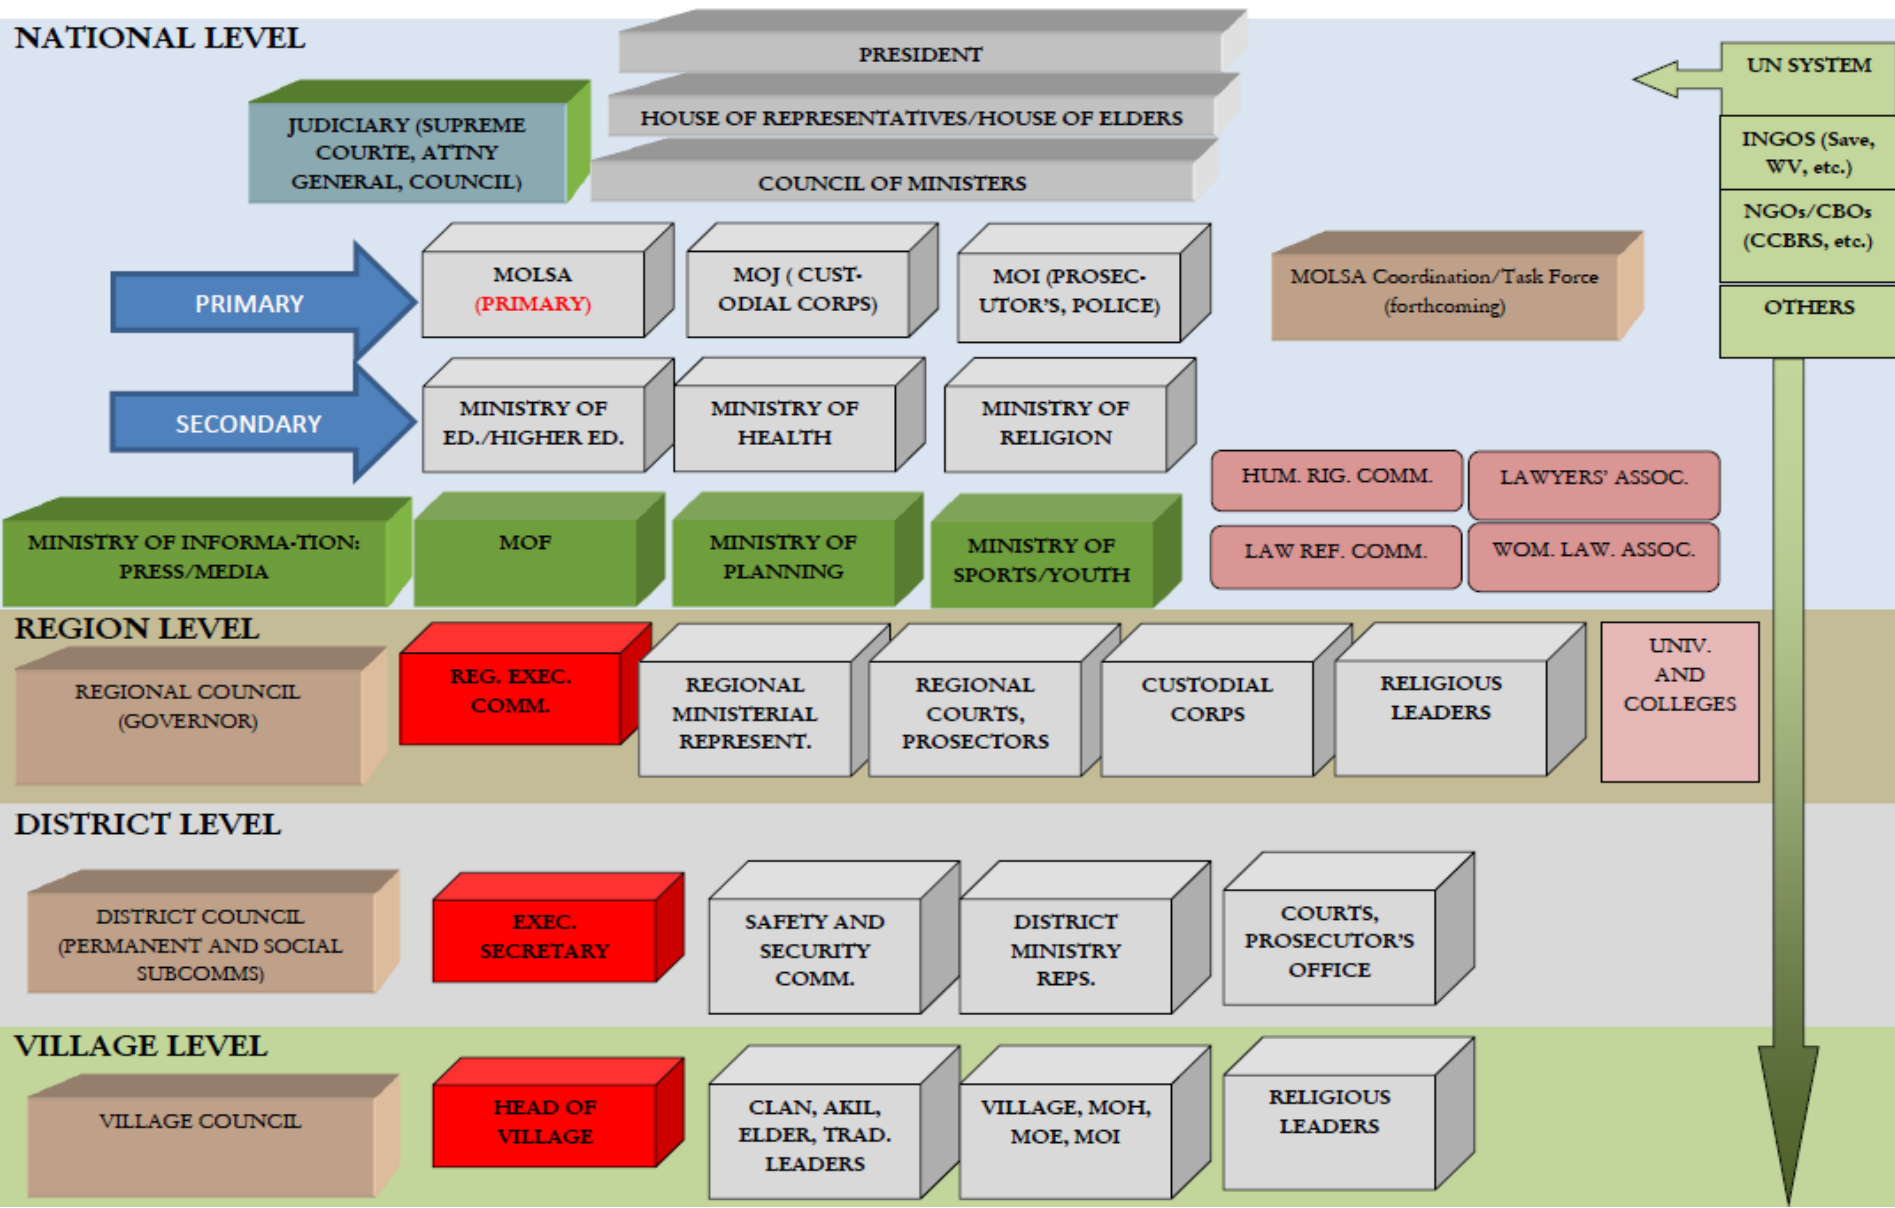 NATIONAL LEVEL
PRESIDENT
HOUSE OF REPRESENTATIVES/HOUSE OF ELDERS
COUNCIL OF MINISTERS
JUDICIARY (SUPREME
COURTE, ATTNY
GENERAL, COUNCIL)
UN SYSTEM
INGOS (Save,
WV, etc.)
NGOs/CBOs
(CCBRS, etc.)
OTHERS
PRIMARY
MOLSA
(PRIMARY)
MOJ ( CUST-
ODIAL CORPS)
MOI (PROSEC-
UTOR'S, POLICE)
MOLSA Coordination/Task Force
(forthcoming)
SECONDARY
MINISTRY OF
ED./HIGHER ED.
MINISTRY OF
HEALTH
MINISTRY OF
RELIGION
HUM. RIG. COMM.
LAWYERS' ASSOC.
LAW REF. COMM.
WOM. LAW. ASSOC.
MINISTRY OF INFORMA-TION:
PRESS/MEDIA
MOF
MINISTRY OF
PLANNING
MINISTRY OF
SPORTS/YOUTH
REGION LEVEL
REGIONAL COUNCIL
(GOVERNOR)
REG. EXEC.
COMM.
REGIONAL
MINISTERIAL
REPRESENT.
REGIONAL
COURTS,
PROSECTORS
CUSTODIAL
CORPS
RELIGIOUS
LEADERS
UNIV.
AND
COLLEGES
DISTRICT LEVEL
DISTRICT COUNCIL
(PERMANENT AND SOCIAL
SUBCOMMS)
EXEC.
SECRETARY
SAFETY AND
SECURITY
COMM.
DISTRICT
MINISTRY
REPS.
COURTS,
PROSECUTOR'S
OFFICE
VILLAGE LEVEL
VILLAGE COUNCIL
HEAD OF
VILLAGE
CLAN, AKIL,
ELDER, TRAD.
LEADERS
VILLAGE, MOH,
MOE, MOI
RELIGIOUS
LEADERS